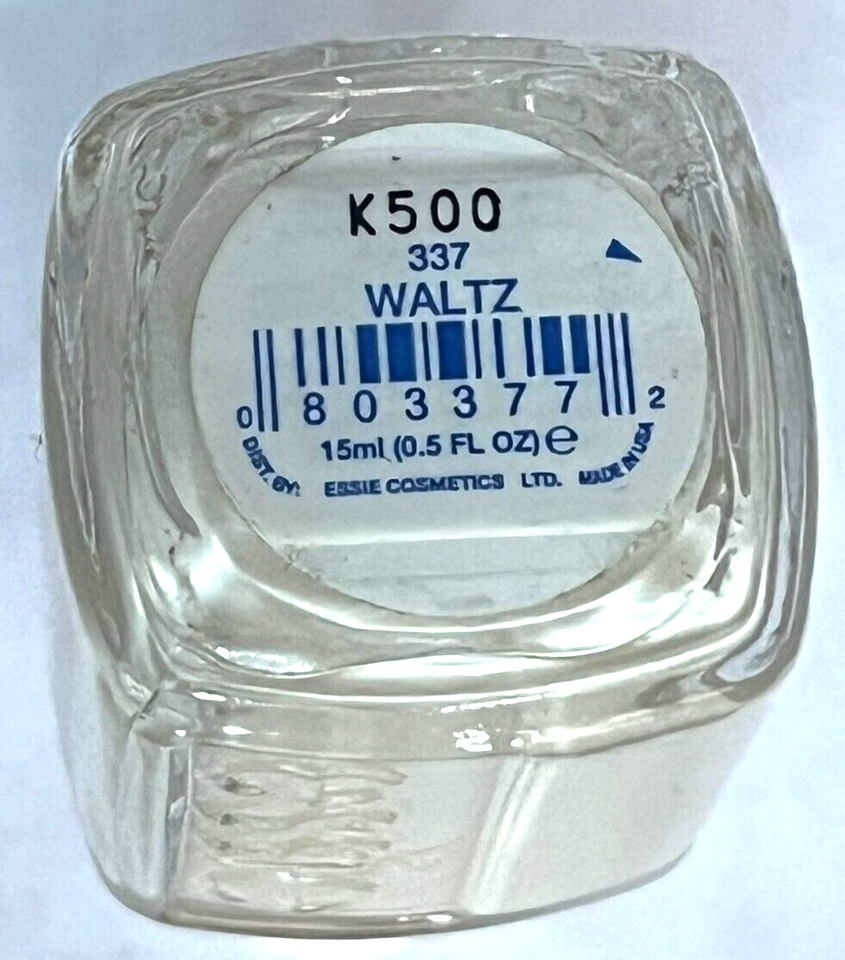 K500
337
WALTZ
0 803377 2
15ml (0.5 FL OZ) e
DIST. BY: ESSIE COSMETICS LTD. MADE IN USA